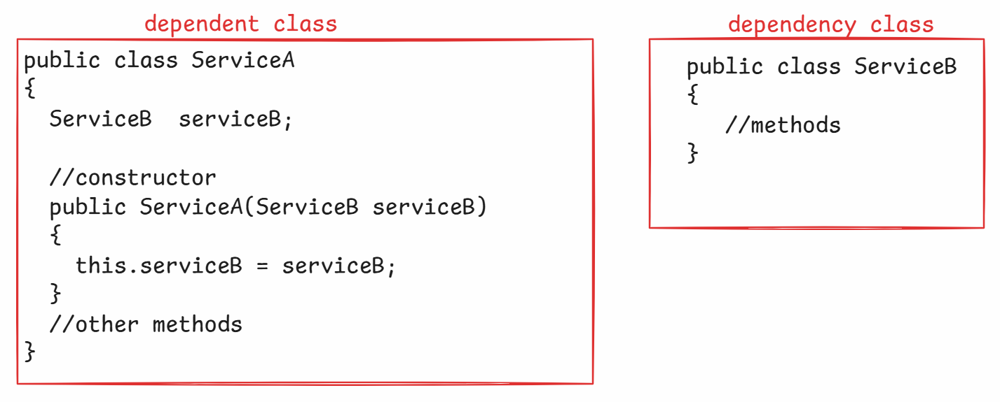 dependent class
public class ServiceA
{
ServiceB serviceB;
//constructor
public ServiceA(ServiceB serviceB)
{
this.serviceB = serviceB;
}
//other methods
}
dependency class
public class ServiceB
{
//methods
}